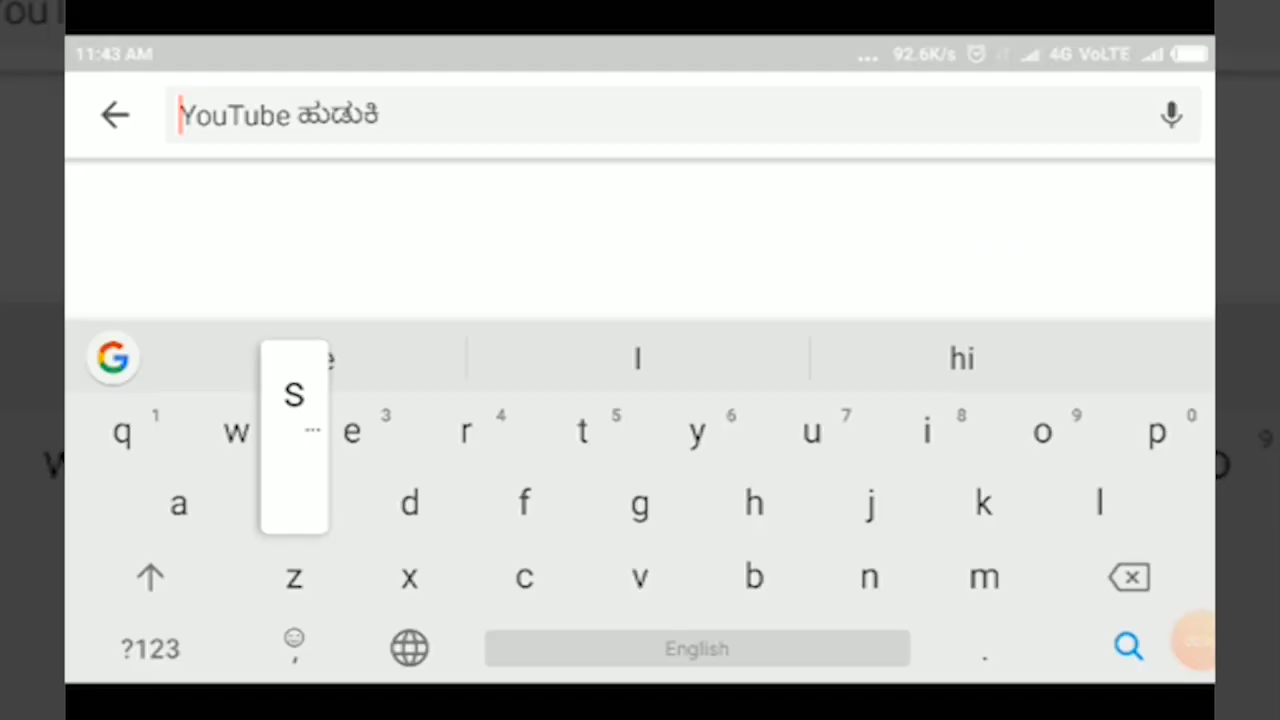 11:43 AM ... 92.6K/s 4G VoLTE
YouTube ಹುಡುಕಿ
I hi
q 1 w e 3 r 4 t 5 y 6 u 7 i 8 o 9 p 0
a s d f g h j k l
z x c v b n m
?123 , English .